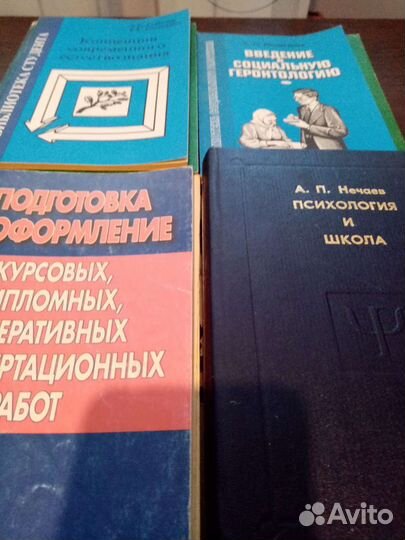 БИБЛИОТЕКА СТУДЕНТА
Концепции
современного
естествознания
ВВЕДЕНИЕ
В СОЦИАЛЬНУЮ
ГЕРОНТОЛОГИЮ
ПОДГОТОВКА
ОФОРМЛЕНИЕ
КУРСОВЫХ,
ИПЛОМНЫХ,
ЕРАТИВНЫХ
РТАЦИОННЫХ
РАБОТ
А. П. Нечаев
ПСИХОЛОГИЯ
И
ШКОЛА
Ψ
Avito